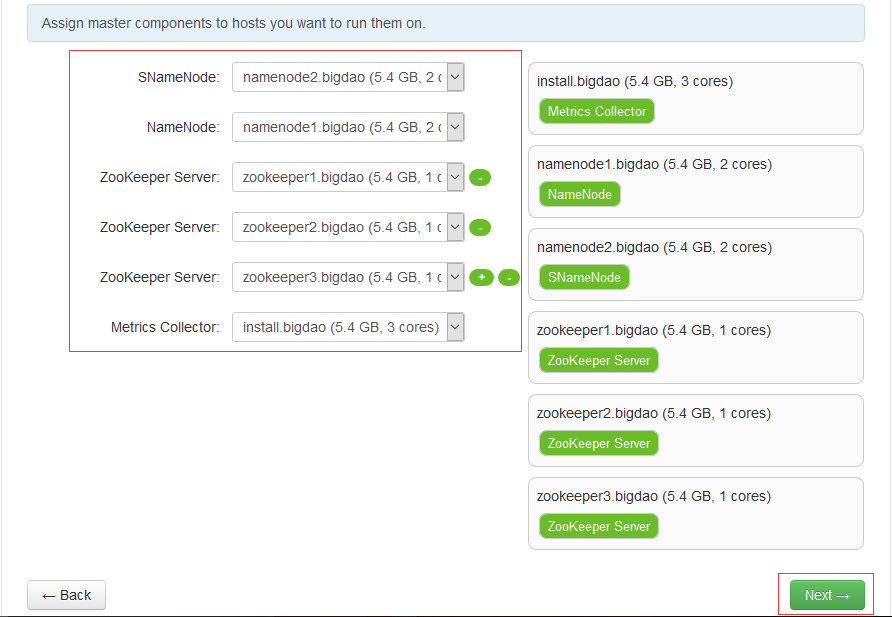 Assign master components to hosts you want to run them on.
SNameNode: namenode2.bigdao (5.4 GB, 2 c
NameNode: namenode1.bigdao (5.4 GB, 2 c
ZooKeeper Server: zookeeper1.bigdao (5.4 GB, 1 c -
ZooKeeper Server: zookeeper2.bigdao (5.4 GB, 1 c -
ZooKeeper Server: zookeeper3.bigdao (5.4 GB, 1 c + -
Metrics Collector: install.bigdao (5.4 GB, 3 cores)
install.bigdao (5.4 GB, 3 cores)
Metrics Collector
namenode1.bigdao (5.4 GB, 2 cores)
NameNode
namenode2.bigdao (5.4 GB, 2 cores)
SNameNode
zookeeper1.bigdao (5.4 GB, 1 cores)
ZooKeeper Server
zookeeper2.bigdao (5.4 GB, 1 cores)
ZooKeeper Server
zookeeper3.bigdao (5.4 GB, 1 cores)
ZooKeeper Server
← Back
Next →